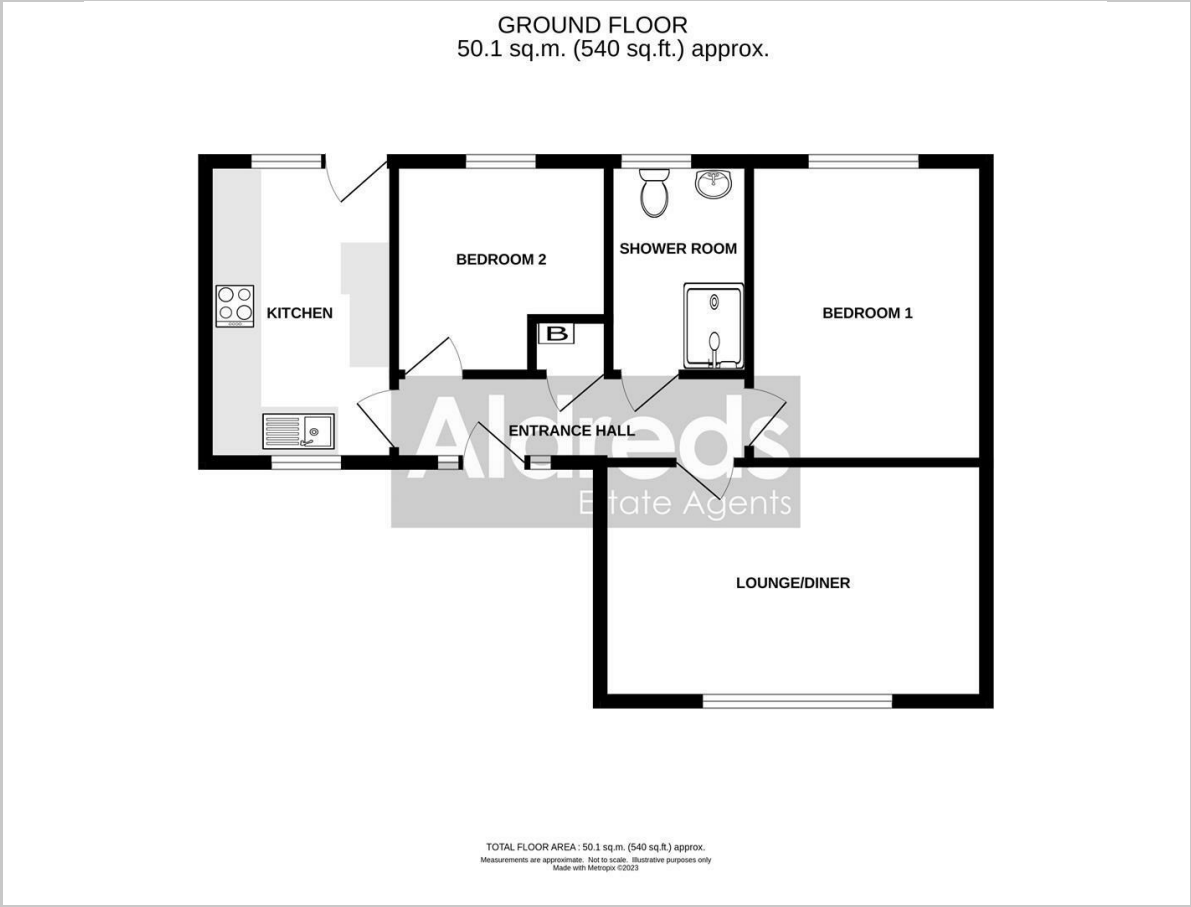 GROUND FLOOR
50.1 sq.m. (540 sq.ft.) approx.
BEDROOM 2
SHOWER ROOM
KITCHEN
BEDROOM 1
B
Aldreds
ENTRANCE HALL
Estate Agents
LOUNGE/DINER
TOTAL FLOOR AREA : 50.1 sq.m. (540 sq.ft.) approx.
Measurements are approximate. Not to scale. Illustrative purposes only
Made with Metropix ©2023